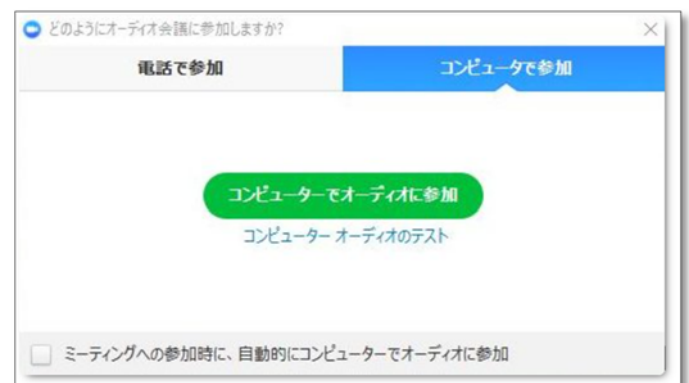 どのようにオーディオ会議に参加しますか?
電話で参加
コンピュータで参加
コンピューターでオーディオに参加
コンピューター オーディオのテスト
ミーティングへの参加時に、自動的にコンピューターでオーディオに参加